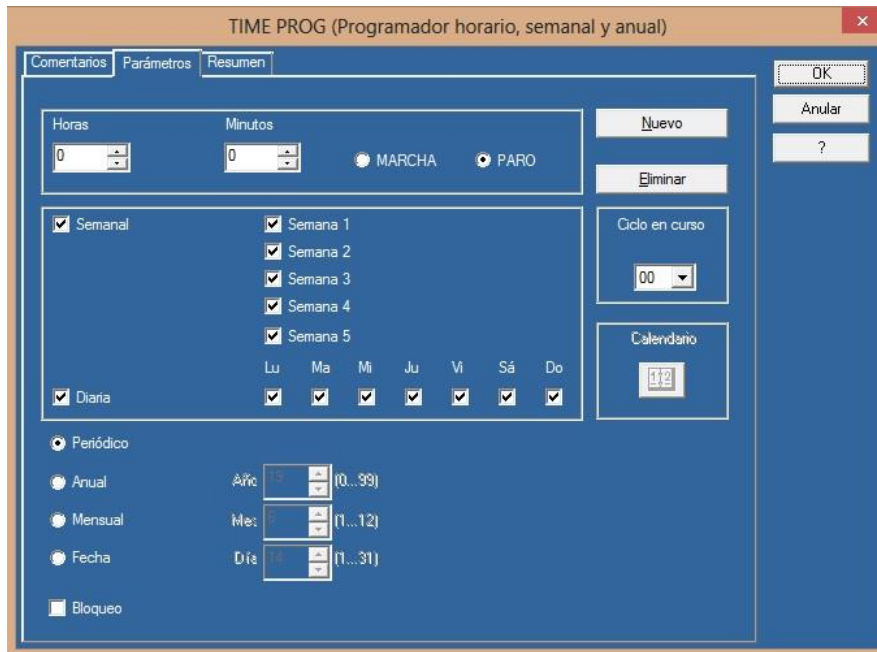 TIME PROG (Programador horario, semanal y anual)
Comentarios Parámetros Resumen
OK
Anular
?
Horas Minutos
0 0 MARCHA PARO
Nuevo
Eliminar
Semanal Semana 1
Semana 2
Semana 3
Semana 4
Semana 5
Lu Ma Mi Ju Vi Sá Do
Diaria
Ciclo en curso
00
Calendario
Periódico
Anual Año 15 (0...99)
Mensual Mes 6 (1...12)
Fecha Día 14 (1...31)
Bloqueo